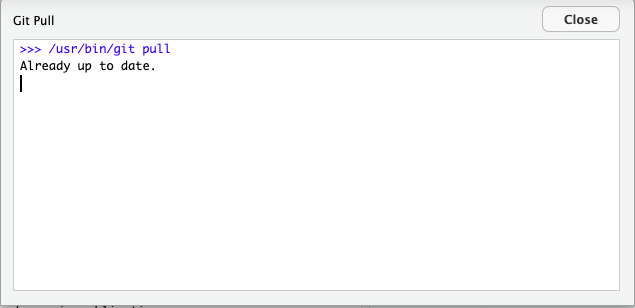 Git Pull
Close
>>> /usr/bin/git pull
Already up to date.